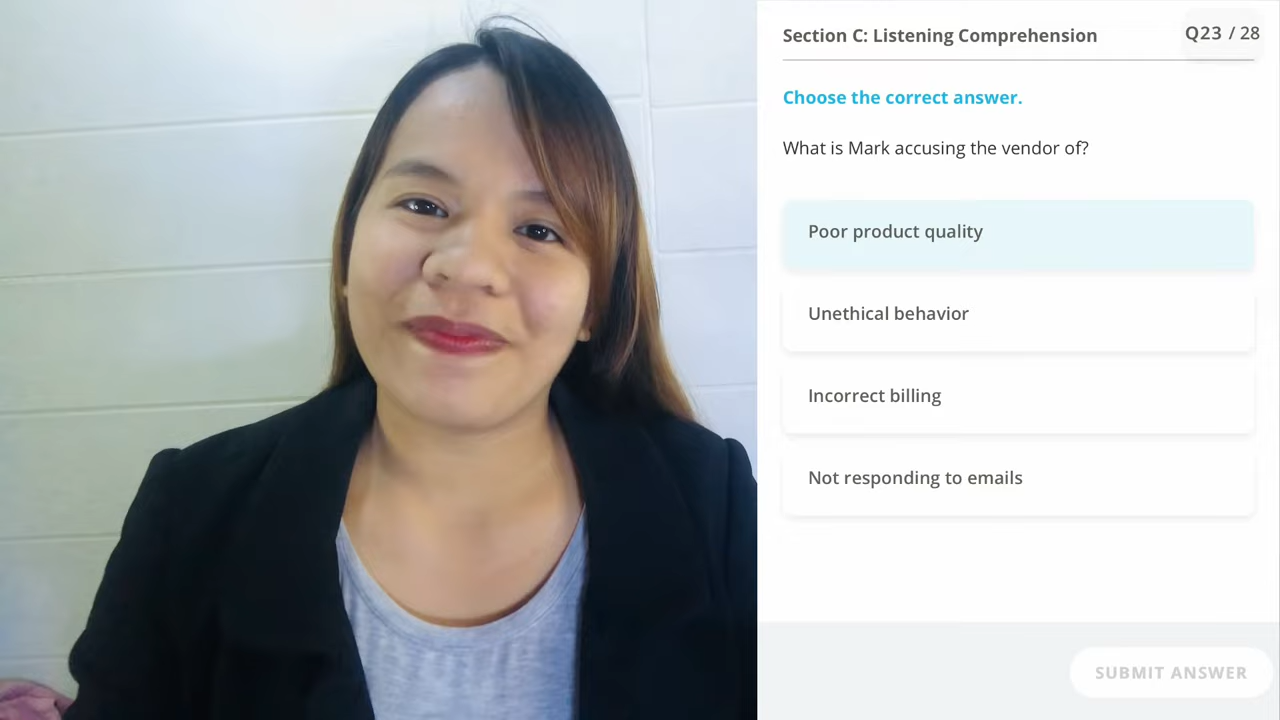 Section C: Listening Comprehension
Q23 / 28
Choose the correct answer.
What is Mark accusing the vendor of?
Poor product quality
Unethical behavior
Incorrect billing
Not responding to emails
SUBMIT ANSWER